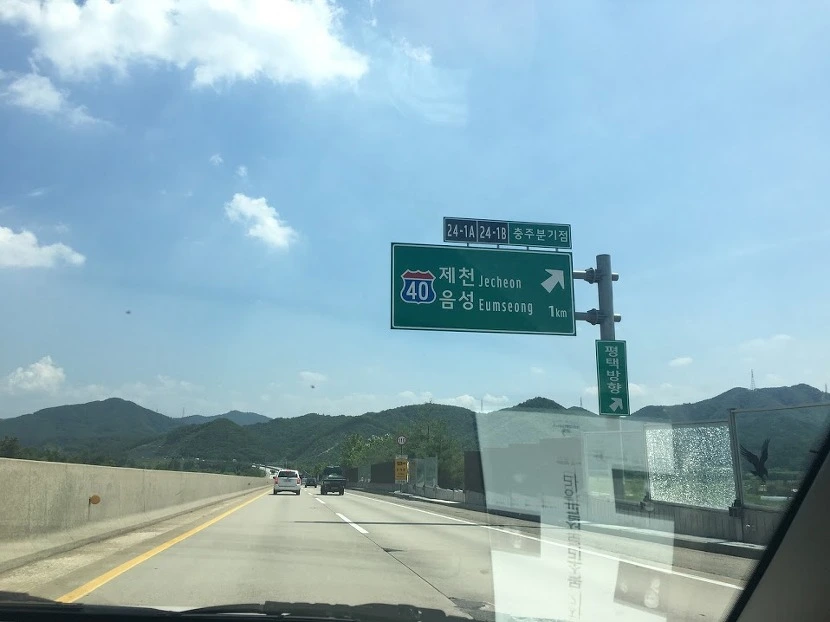 24-1A 24-1B 충주분기점
40 제천 Jecheon
음성 Eumseong 1km
평택방향